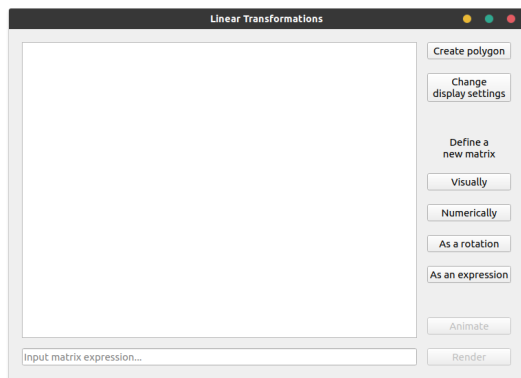 Linear Transformations
Create polygon
Change
display settings
Define a
new matrix
Visually
Numerically
As a rotation
As an expression
Animate
Input matrix expression...
Render